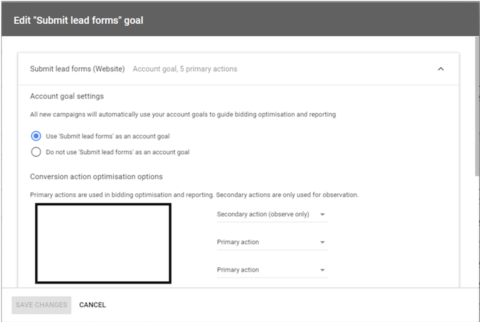 Edit "Submit lead forms" goal
Submit lead forms (Website) Account goal, 5 primary actions
Account goal settings
All new campaigns will automatically use your account goals to guide bidding optimisation and reporting
Use 'Submit lead forms' as an account goal
Do not use 'Submit lead forms' as an account goal
Conversion action optimisation options
Primary actions are used in bidding optimisation and reporting. Secondary actions are only used for observation.
Secondary action (observe only)
Primary action
Primary action
SAVE CHANGES CANCEL